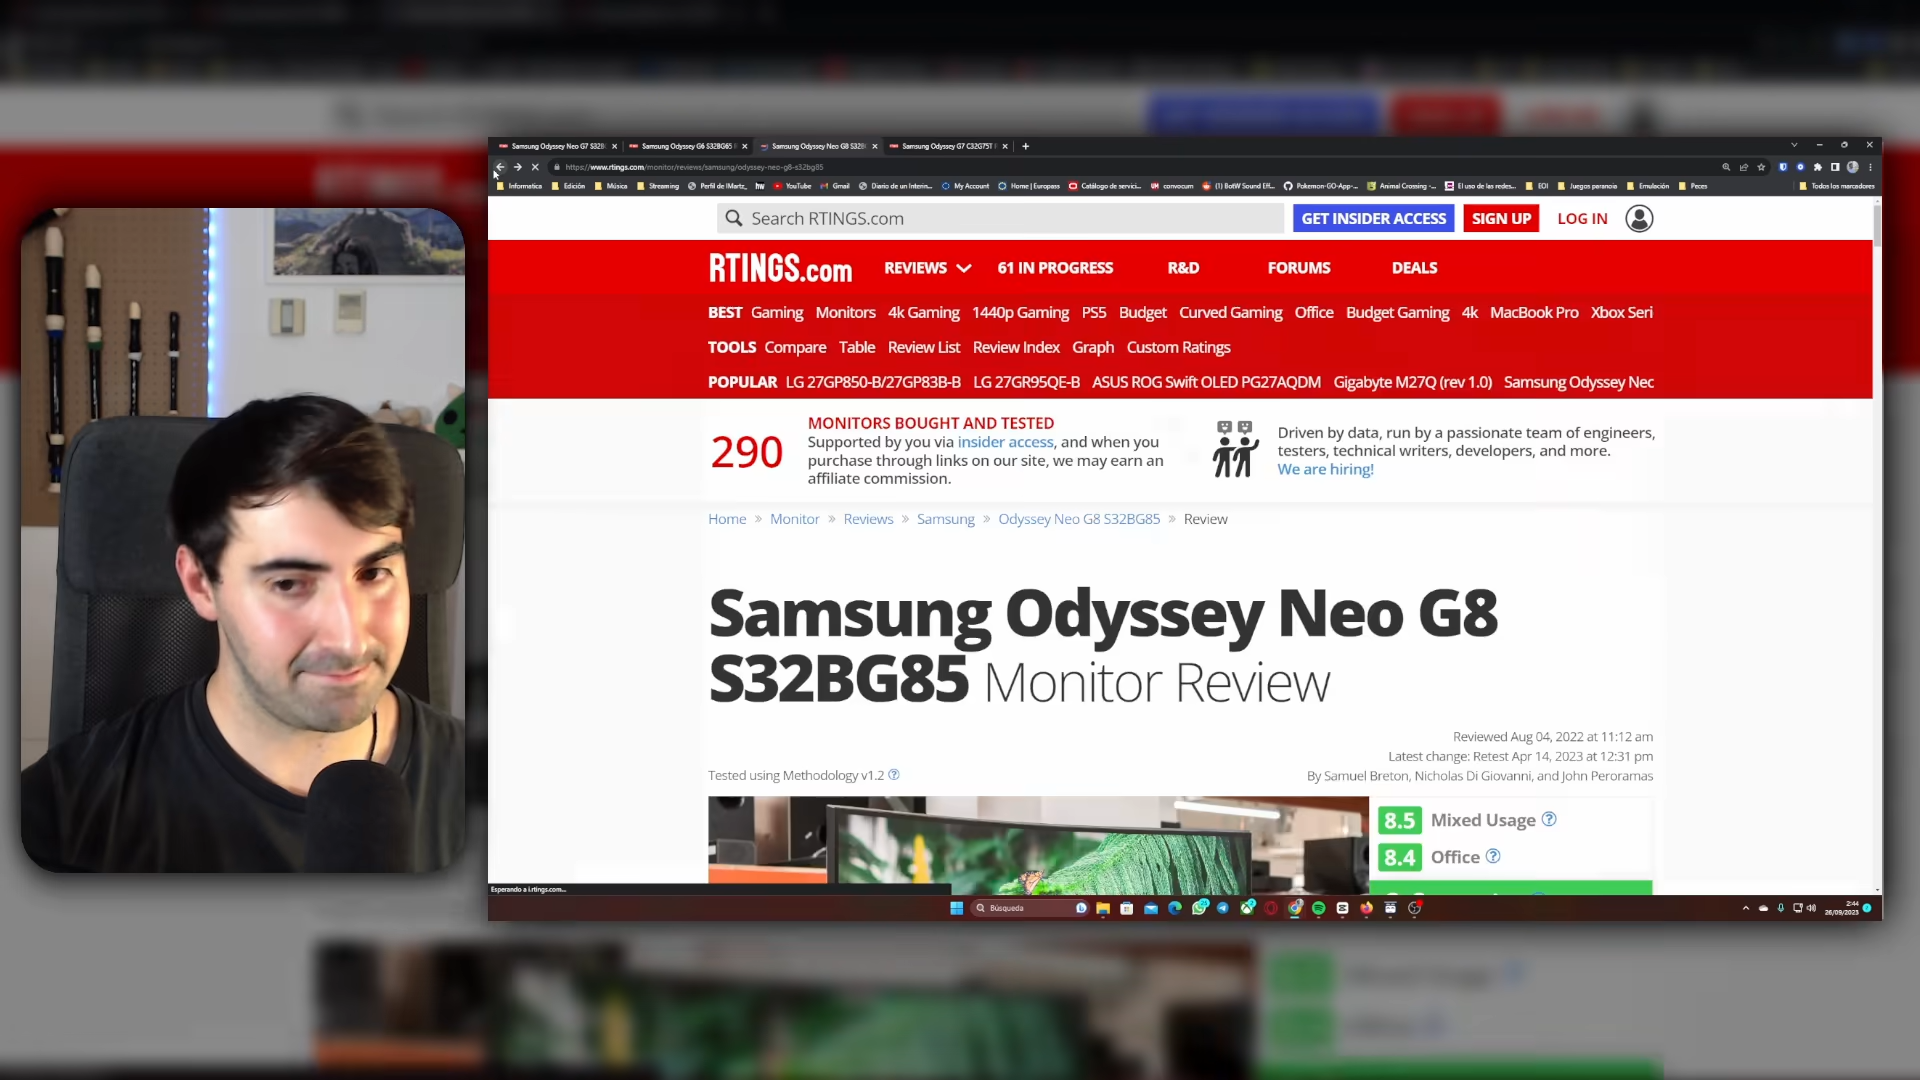 Samsung Odyssey Neo G7 S32B
Samsung Odyssey G6 S32BG65
Samsung Odyssey Neo G8 S32B
Samsung Odyssey G7 C32G75T
https://www.rtings.com/monitor/reviews/samsung/odyssey-neo-g8-s32bg85
Informatica Edición Música Streaming Perfil de IMartz_ hw YouTube Gmail Diario de un Interin... My Account Home | Europass Catálogo de servici... convocum (1) BotW Sound Eff... Pokemon-GO-App-... Animal Crossing -... El uso de las redes... EOI Juegos paranoia Emulación Peces Todos los marcadores
Search RTINGS.com GET INSIDER ACCESS SIGN UP LOG IN
RTINGS.com REVIEWS 61 IN PROGRESS R&D FORUMS DEALS
BEST Gaming Monitors 4k Gaming 1440p Gaming PS5 Budget Curved Gaming Office Budget Gaming 4k MacBook Pro Xbox Seri
TOOLS Compare Table Review List Review Index Graph Custom Ratings
POPULAR LG 27GP850-B/27GP83B-B LG 27GR95QE-B ASUS ROG Swift OLED PG27AQDM Gigabyte M27Q (rev 1.0) Samsung Odyssey Nec
290
MONITORS BOUGHT AND TESTED
Supported by you via insider access, and when you
purchase through links on our site, we may earn an
affiliate commission.
Driven by data, run by a passionate team of engineers,
testers, technical writers, developers, and more.
We are hiring!
Home » Monitor » Reviews » Samsung » Odyssey Neo G8 S32BG85 » Review
Samsung Odyssey Neo G8
S32BG85 Monitor Review
Reviewed Aug 04, 2022 at 11:12 am
Latest change: Retest Apr 14, 2023 at 12:31 pm
Tested using Methodology v1.2
By Samuel Breton, Nicholas Di Giovanni, and John Peroramas
8.5 Mixed Usage
8.4 Office
Esperando a i.rtings.com...
Búsqueda
2:44
26/09/2023